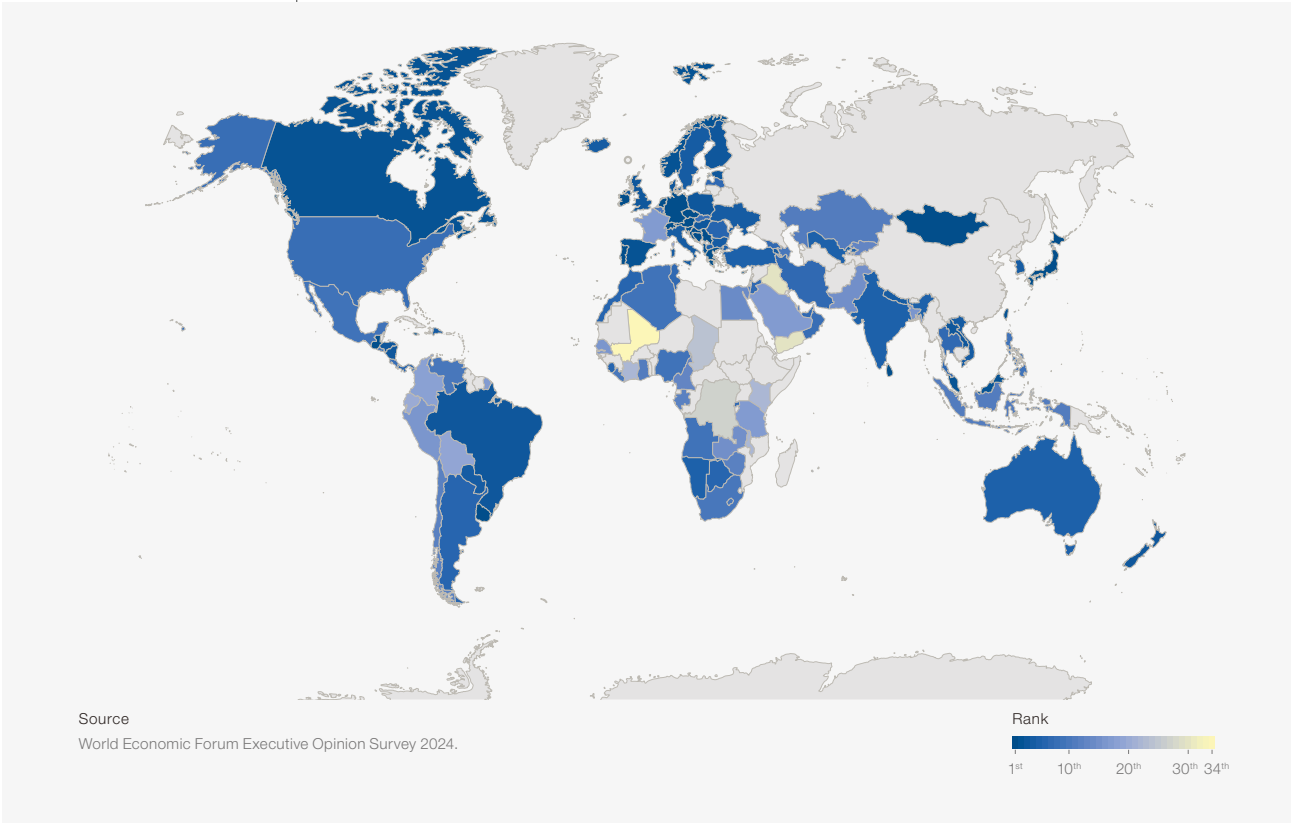 Source
World Economic Forum Executive Opinion Survey 2024.
Rank
1st 10th 20th 30th 34th